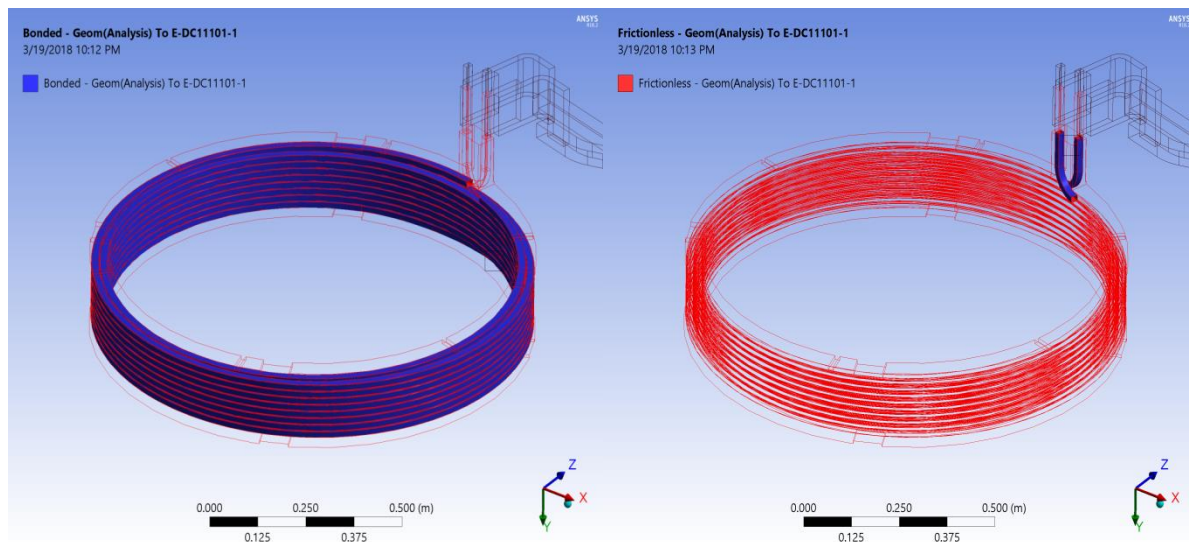 Bonded - Geom(Analysis) To E-DC11101-1
3/19/2018 10:12 PM
Bonded - Geom(Analysis) To E-DC11101-1
ANSYS
Z
X
Y
0.000 0.250 0.500 (m)
0.125 0.375
Frictionless - Geom(Analysis) To E-DC11101-1
3/19/2018 10:13 PM
Frictionless - Geom(Analysis) To E-DC11101-1
ANSYS
Z
X
Y
0.000 0.250 0.500 (m)
0.125 0.375